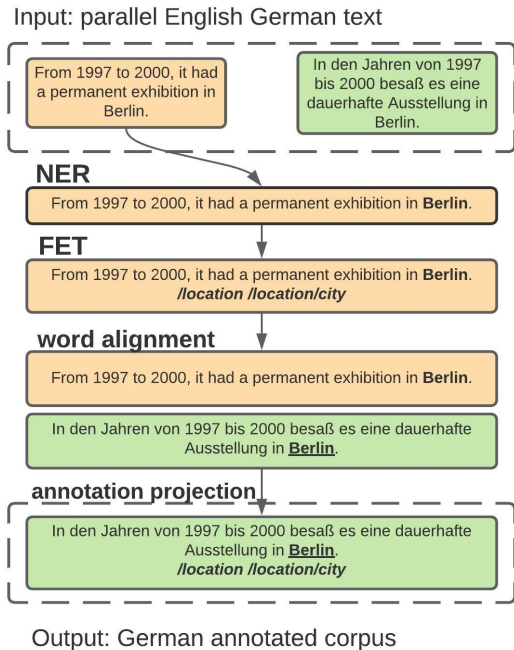 Input: parallel English German text
From 1997 to 2000, it had
a permanent exhibition in
Berlin.
In den Jahren von 1997
bis 2000 besaß es eine
dauerhafte Ausstellung in
Berlin.
NER
From 1997 to 2000, it had a permanent exhibition in Berlin.
FET
From 1997 to 2000, it had a permanent exhibition in Berlin.
/location /location/city
word alignment
From 1997 to 2000, it had a permanent exhibition in Berlin.
In den Jahren von 1997 bis 2000 besaß es eine dauerhafte
Ausstellung in Berlin.
annotation projection
In den Jahren von 1997 bis 2000 besaß es eine dauerhafte
Ausstellung in Berlin.
/location /location/city
Output: German annotated corpus